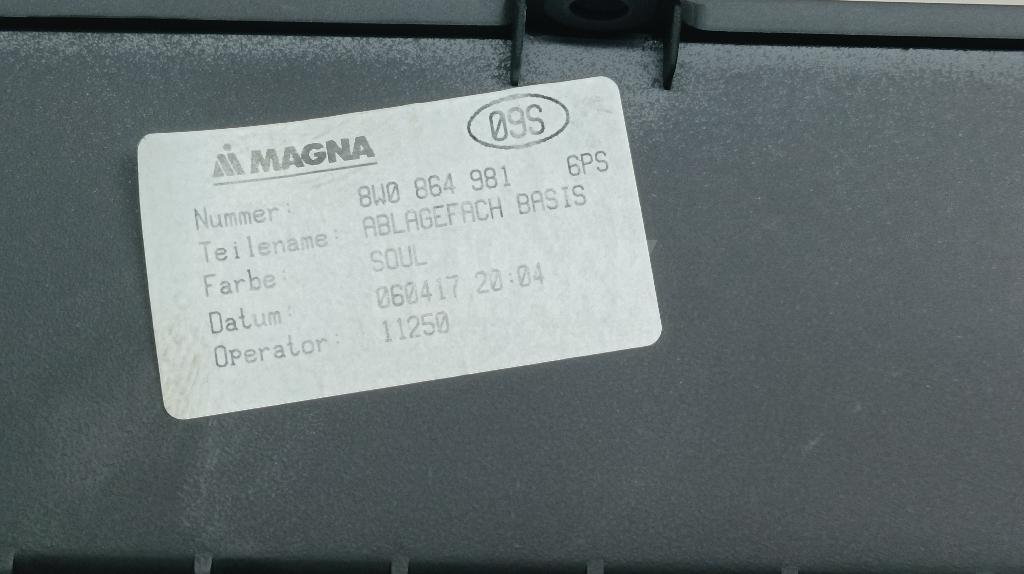 09S
MAGNA
Nummer: 8W0 864 981 6PS
Teilename: ABLAGEFACH BASIS
Farbe: SOUL
Datum: 060417 20:04
Operator: 11250